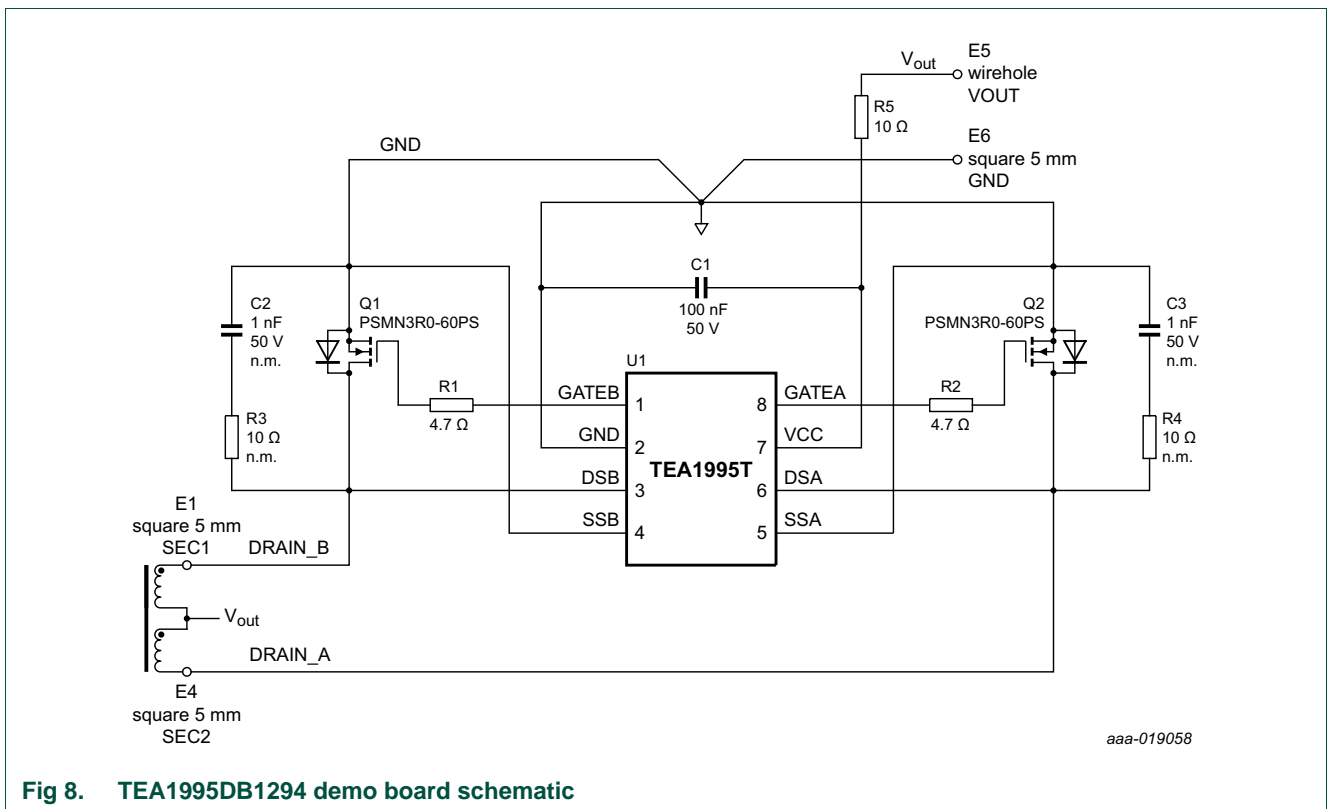 E5
wirehole
VOUT
Vout
R5
10 Ω
E6
square 5 mm
GND
GND
C1
100 nF
50 V
C2
1 nF
50 V
n.m.
Q1
PSMN3R0-60PS
Q2
PSMN3R0-60PS
C3
1 nF
50 V
n.m.
U1
R1
4.7 Ω
R2
4.7 Ω
R3
10 Ω
n.m.
R4
10 Ω
n.m.
GATEB 1
8 GATEA
GND 2
7 VCC
TEA1995T
DSB 3
6 DSA
SSB 4
5 SSA
E1
square 5 mm
SEC1
DRAIN_B
Vout
DRAIN_A
E4
square 5 mm
SEC2
aaa-019058
Fig 8. TEA1995DB1294 demo board schematic